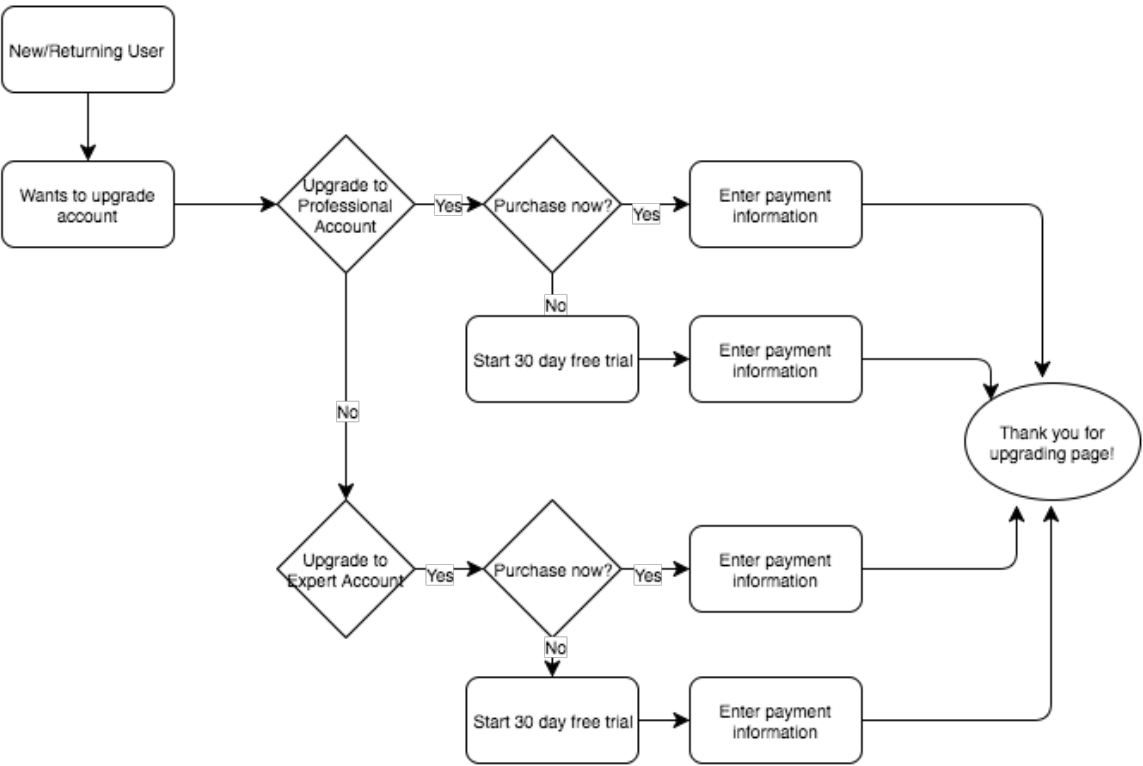 New/Returning User
Wants to upgrade
account
Upgrade to
Professional
Account
Yes
Purchase now?
Yes
Enter payment
information
No
Start 30 day free trial
Enter payment
information
No
Thank you for
upgrading page!
Upgrade to
Expert Account
Yes
Purchase now?
Yes
Enter payment
information
No
Start 30 day free trial
Enter payment
information